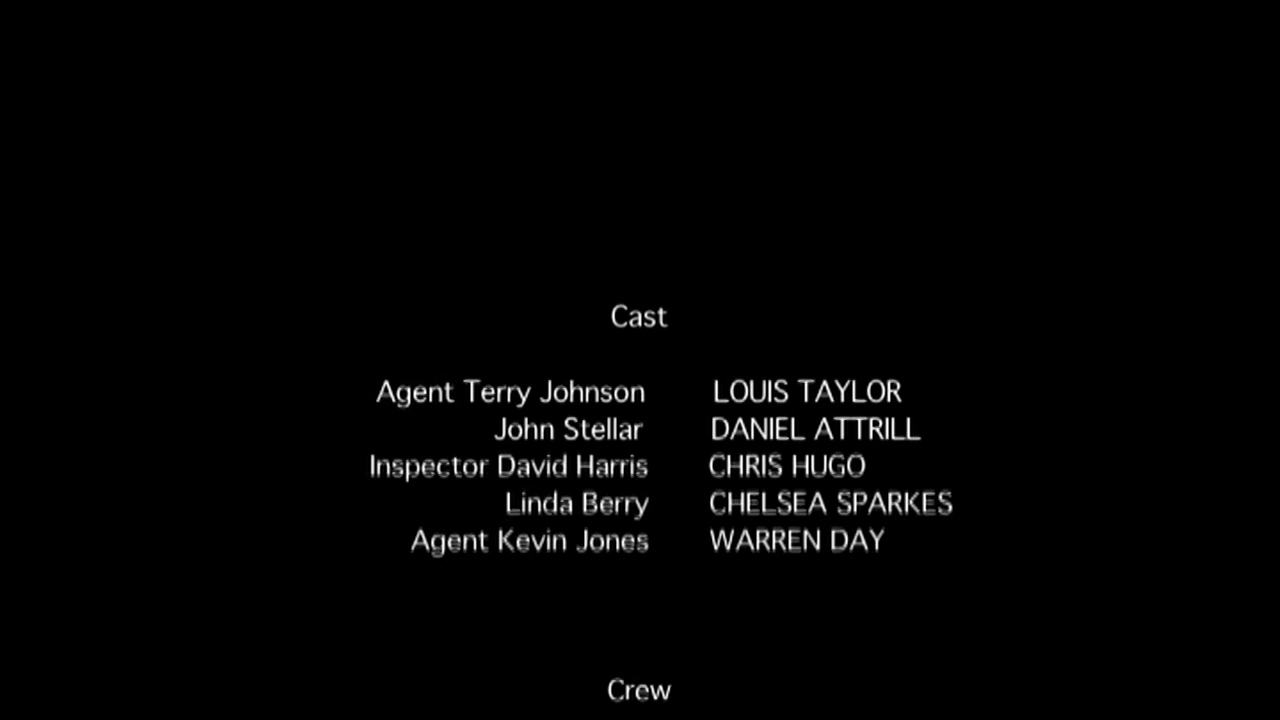 Cast
Agent Terry Johnson LOUIS TAYLOR
John Stellar DANIEL ATTRILL
Inspector David Harris CHRIS HUGO
Linda Berry CHELSEA SPARKES
Agent Kevin Jones WARREN DAY
Crew